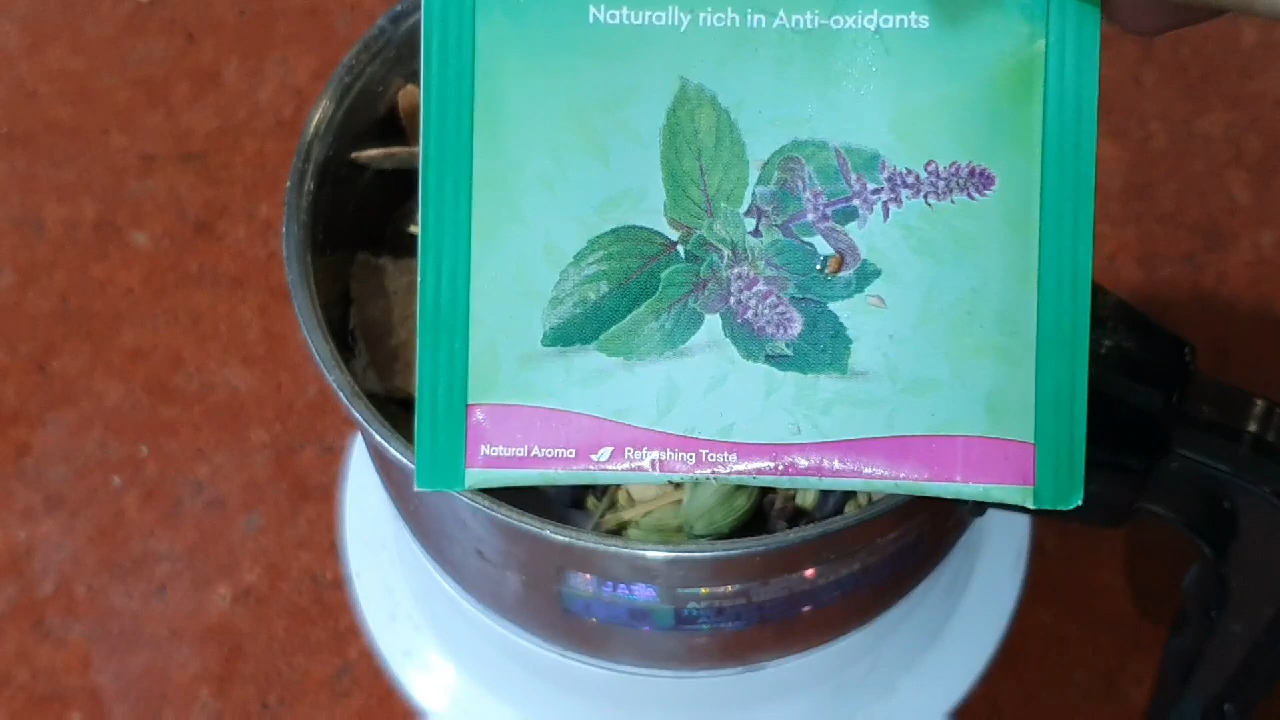 Naturally rich in Anti-oxidants
Natural Aroma
Refreshing Taste